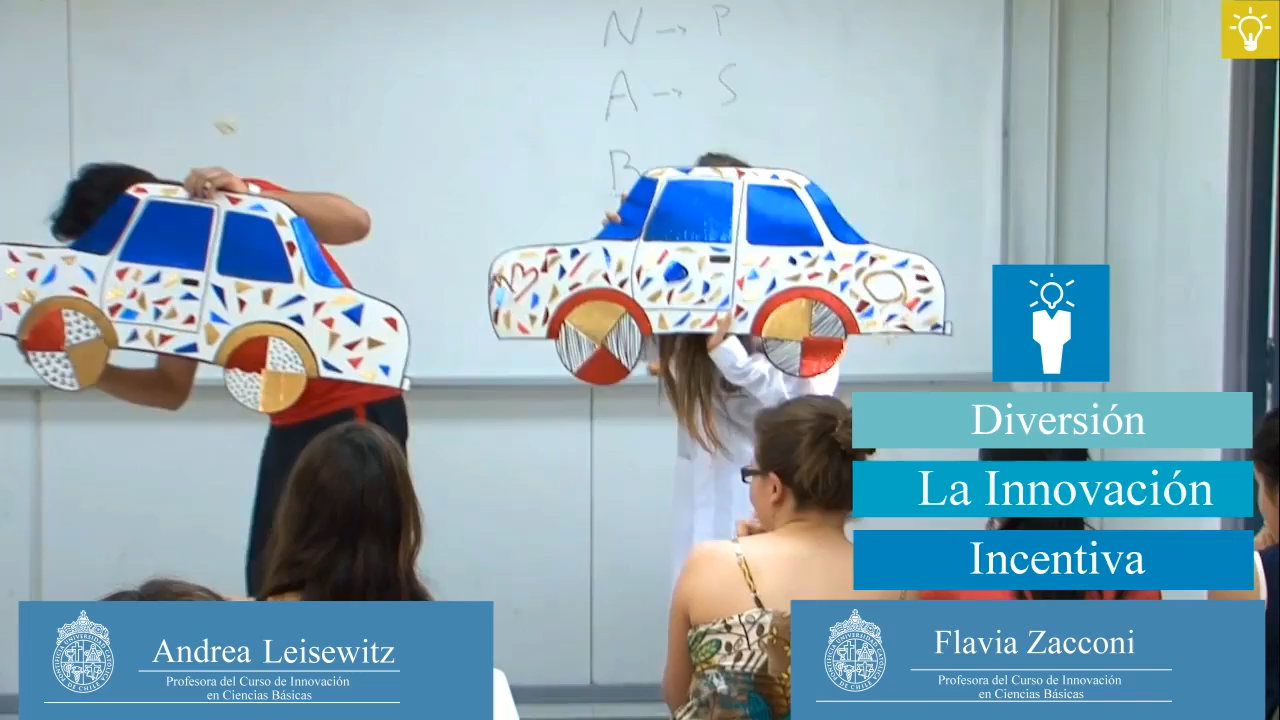 N → P
A → S
B
Diversión
La Innovación
Incentiva
Andrea Leisewitz
Profesora del Curso de Innovación
en Ciencias Básicas
Flavia Zacconi
Profesora del Curso de Innovación
en Ciencias Básicas